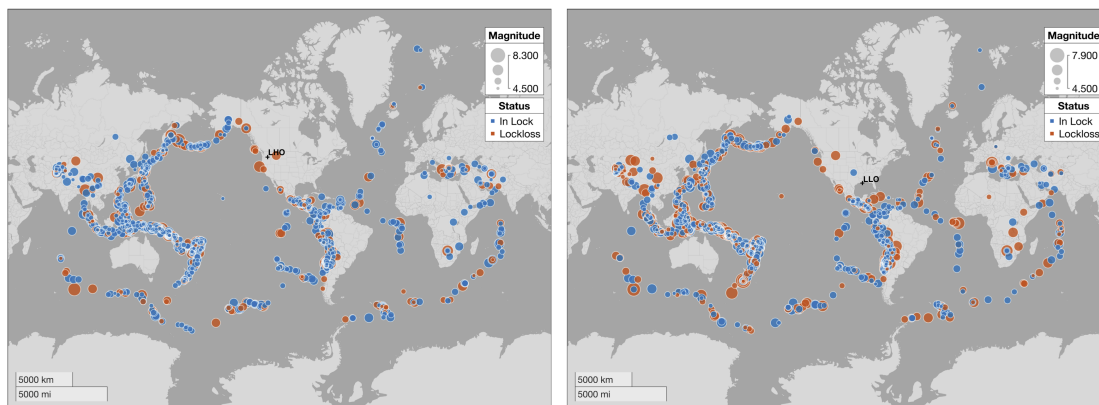 Magnitude
8.300
4.500
Status
In Lock
Lockloss
LHO
5000 km
5000 mi
Magnitude
7.900
4.500
Status
In Lock
Lockloss
LLO
5000 km
5000 mi